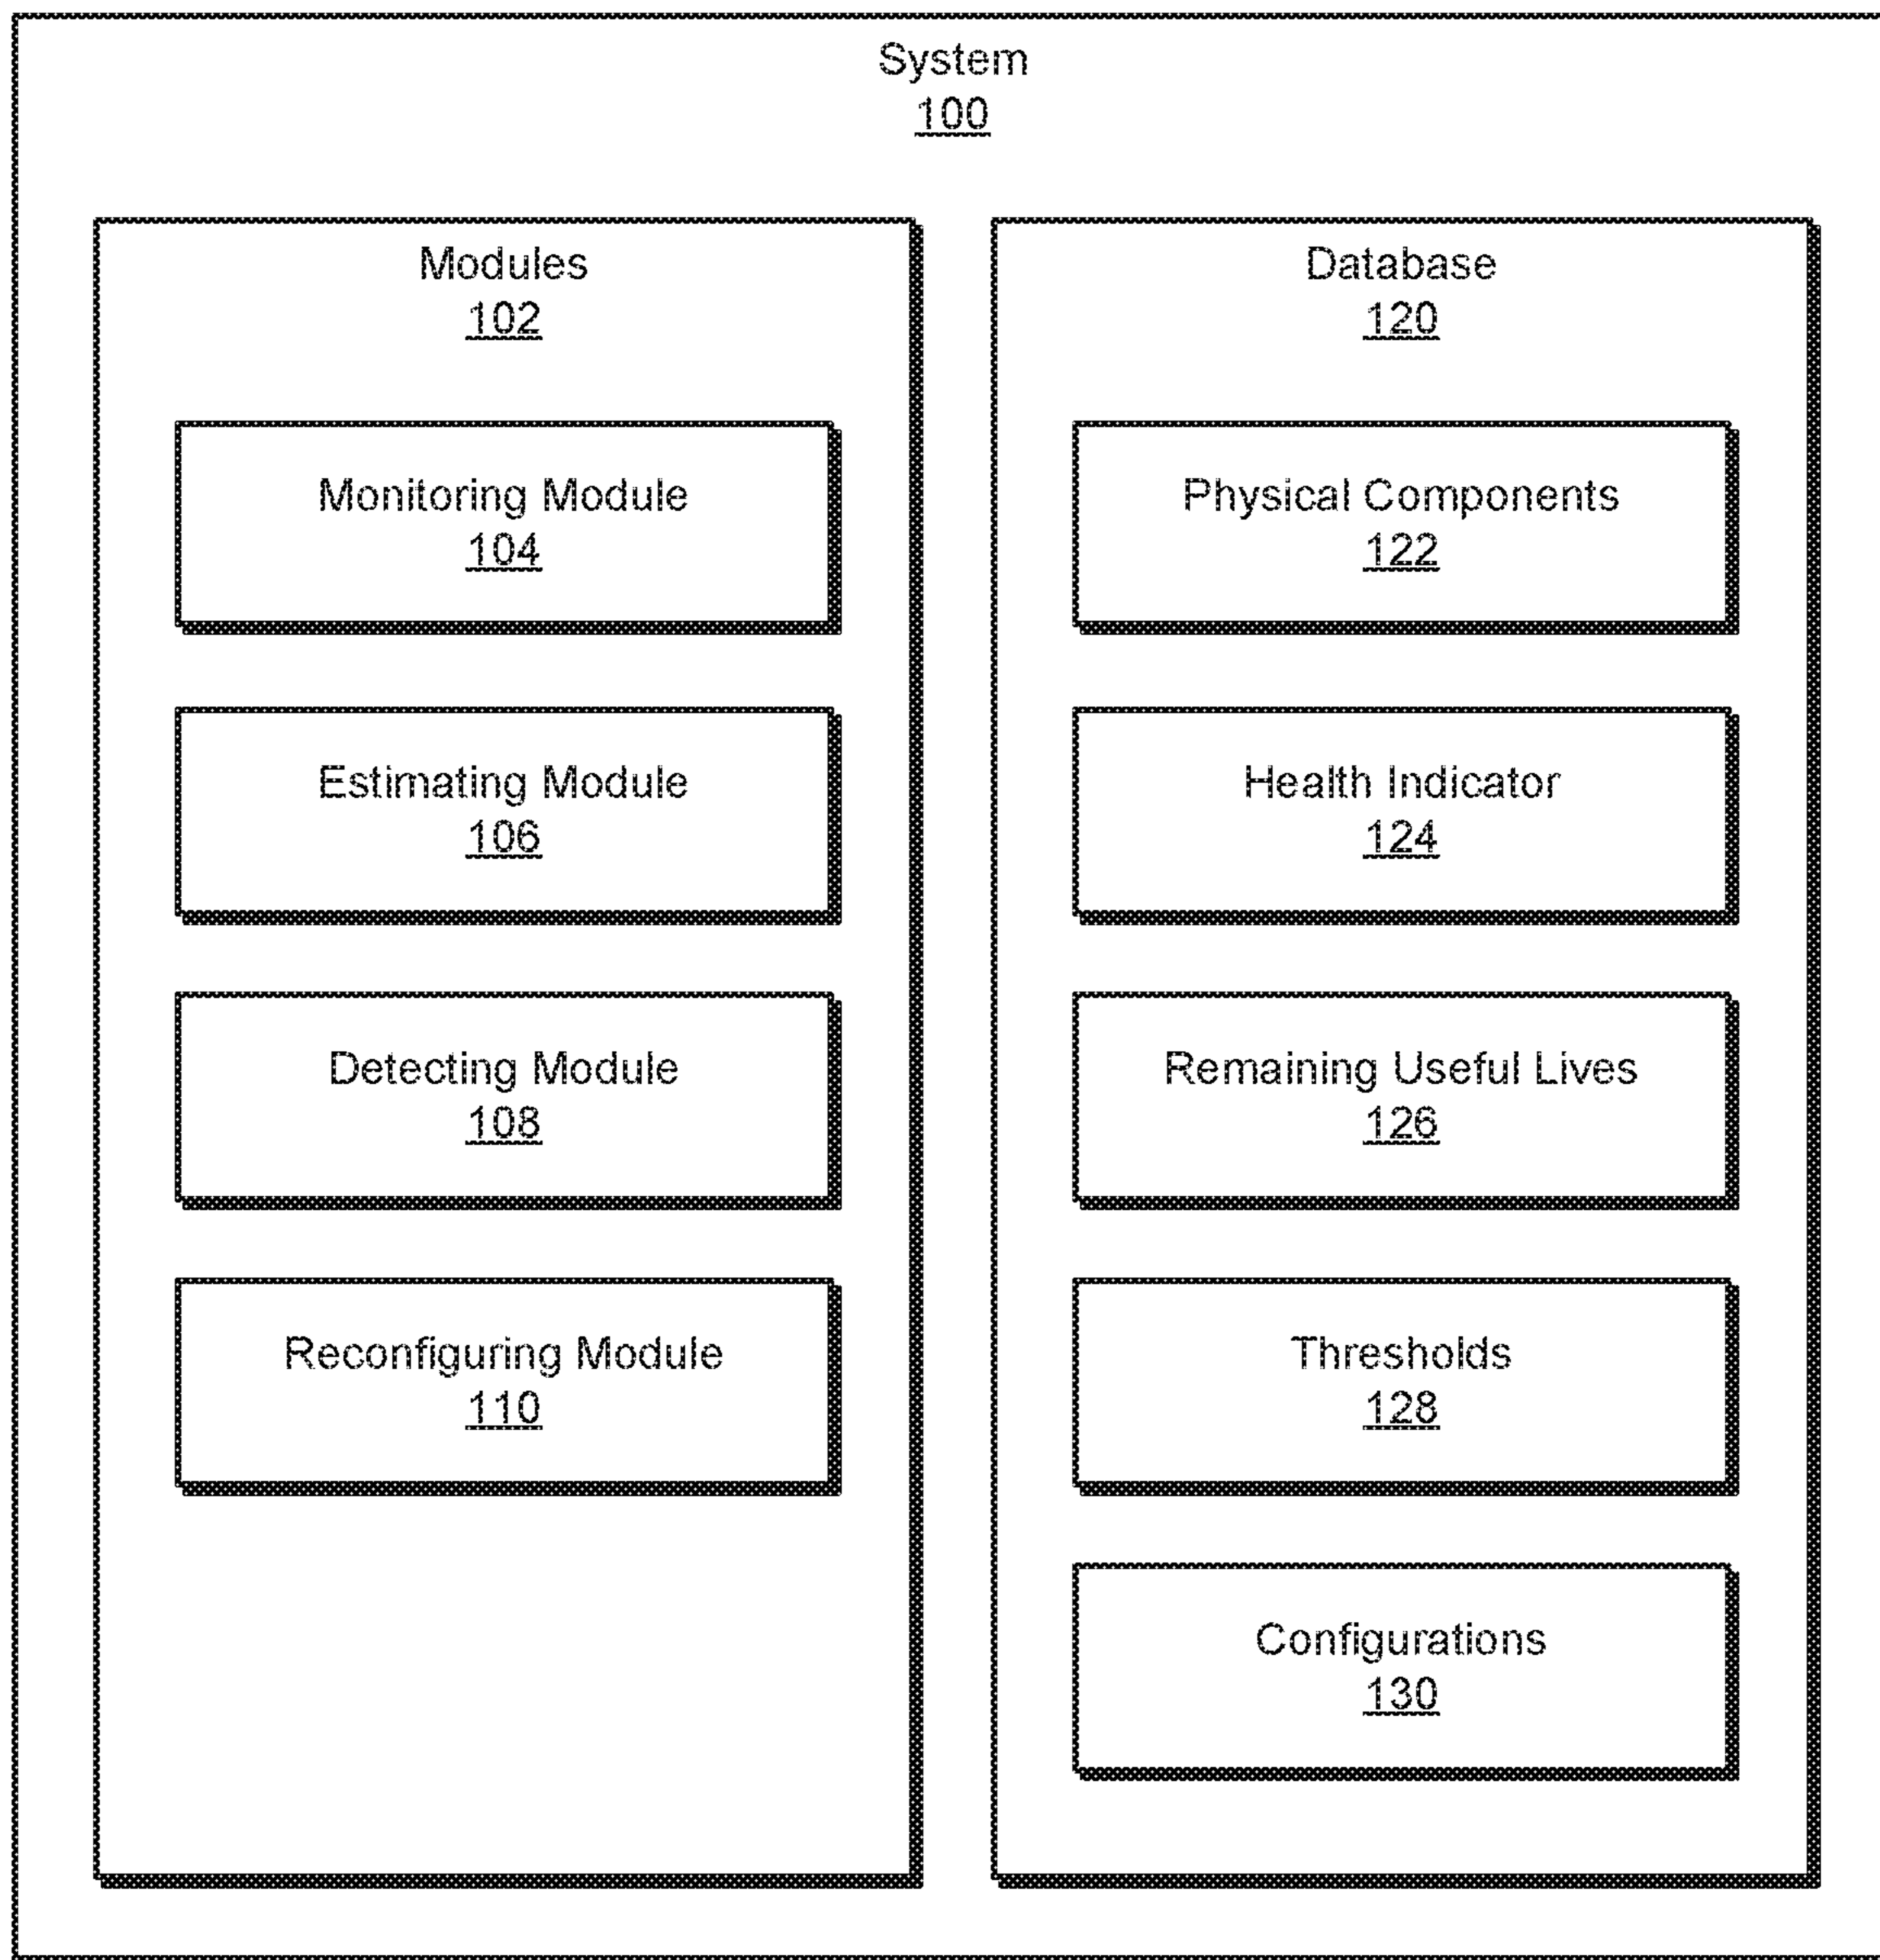 System
100
Modules
102
Monitoring Module
104
Estimating Module
106
Detecting Module
108
Reconfiguring Module
110
Database
120
Physical Components
122
Health Indicator
124
Remaining Useful Lives
126
Thresholds
128
Configurations
130